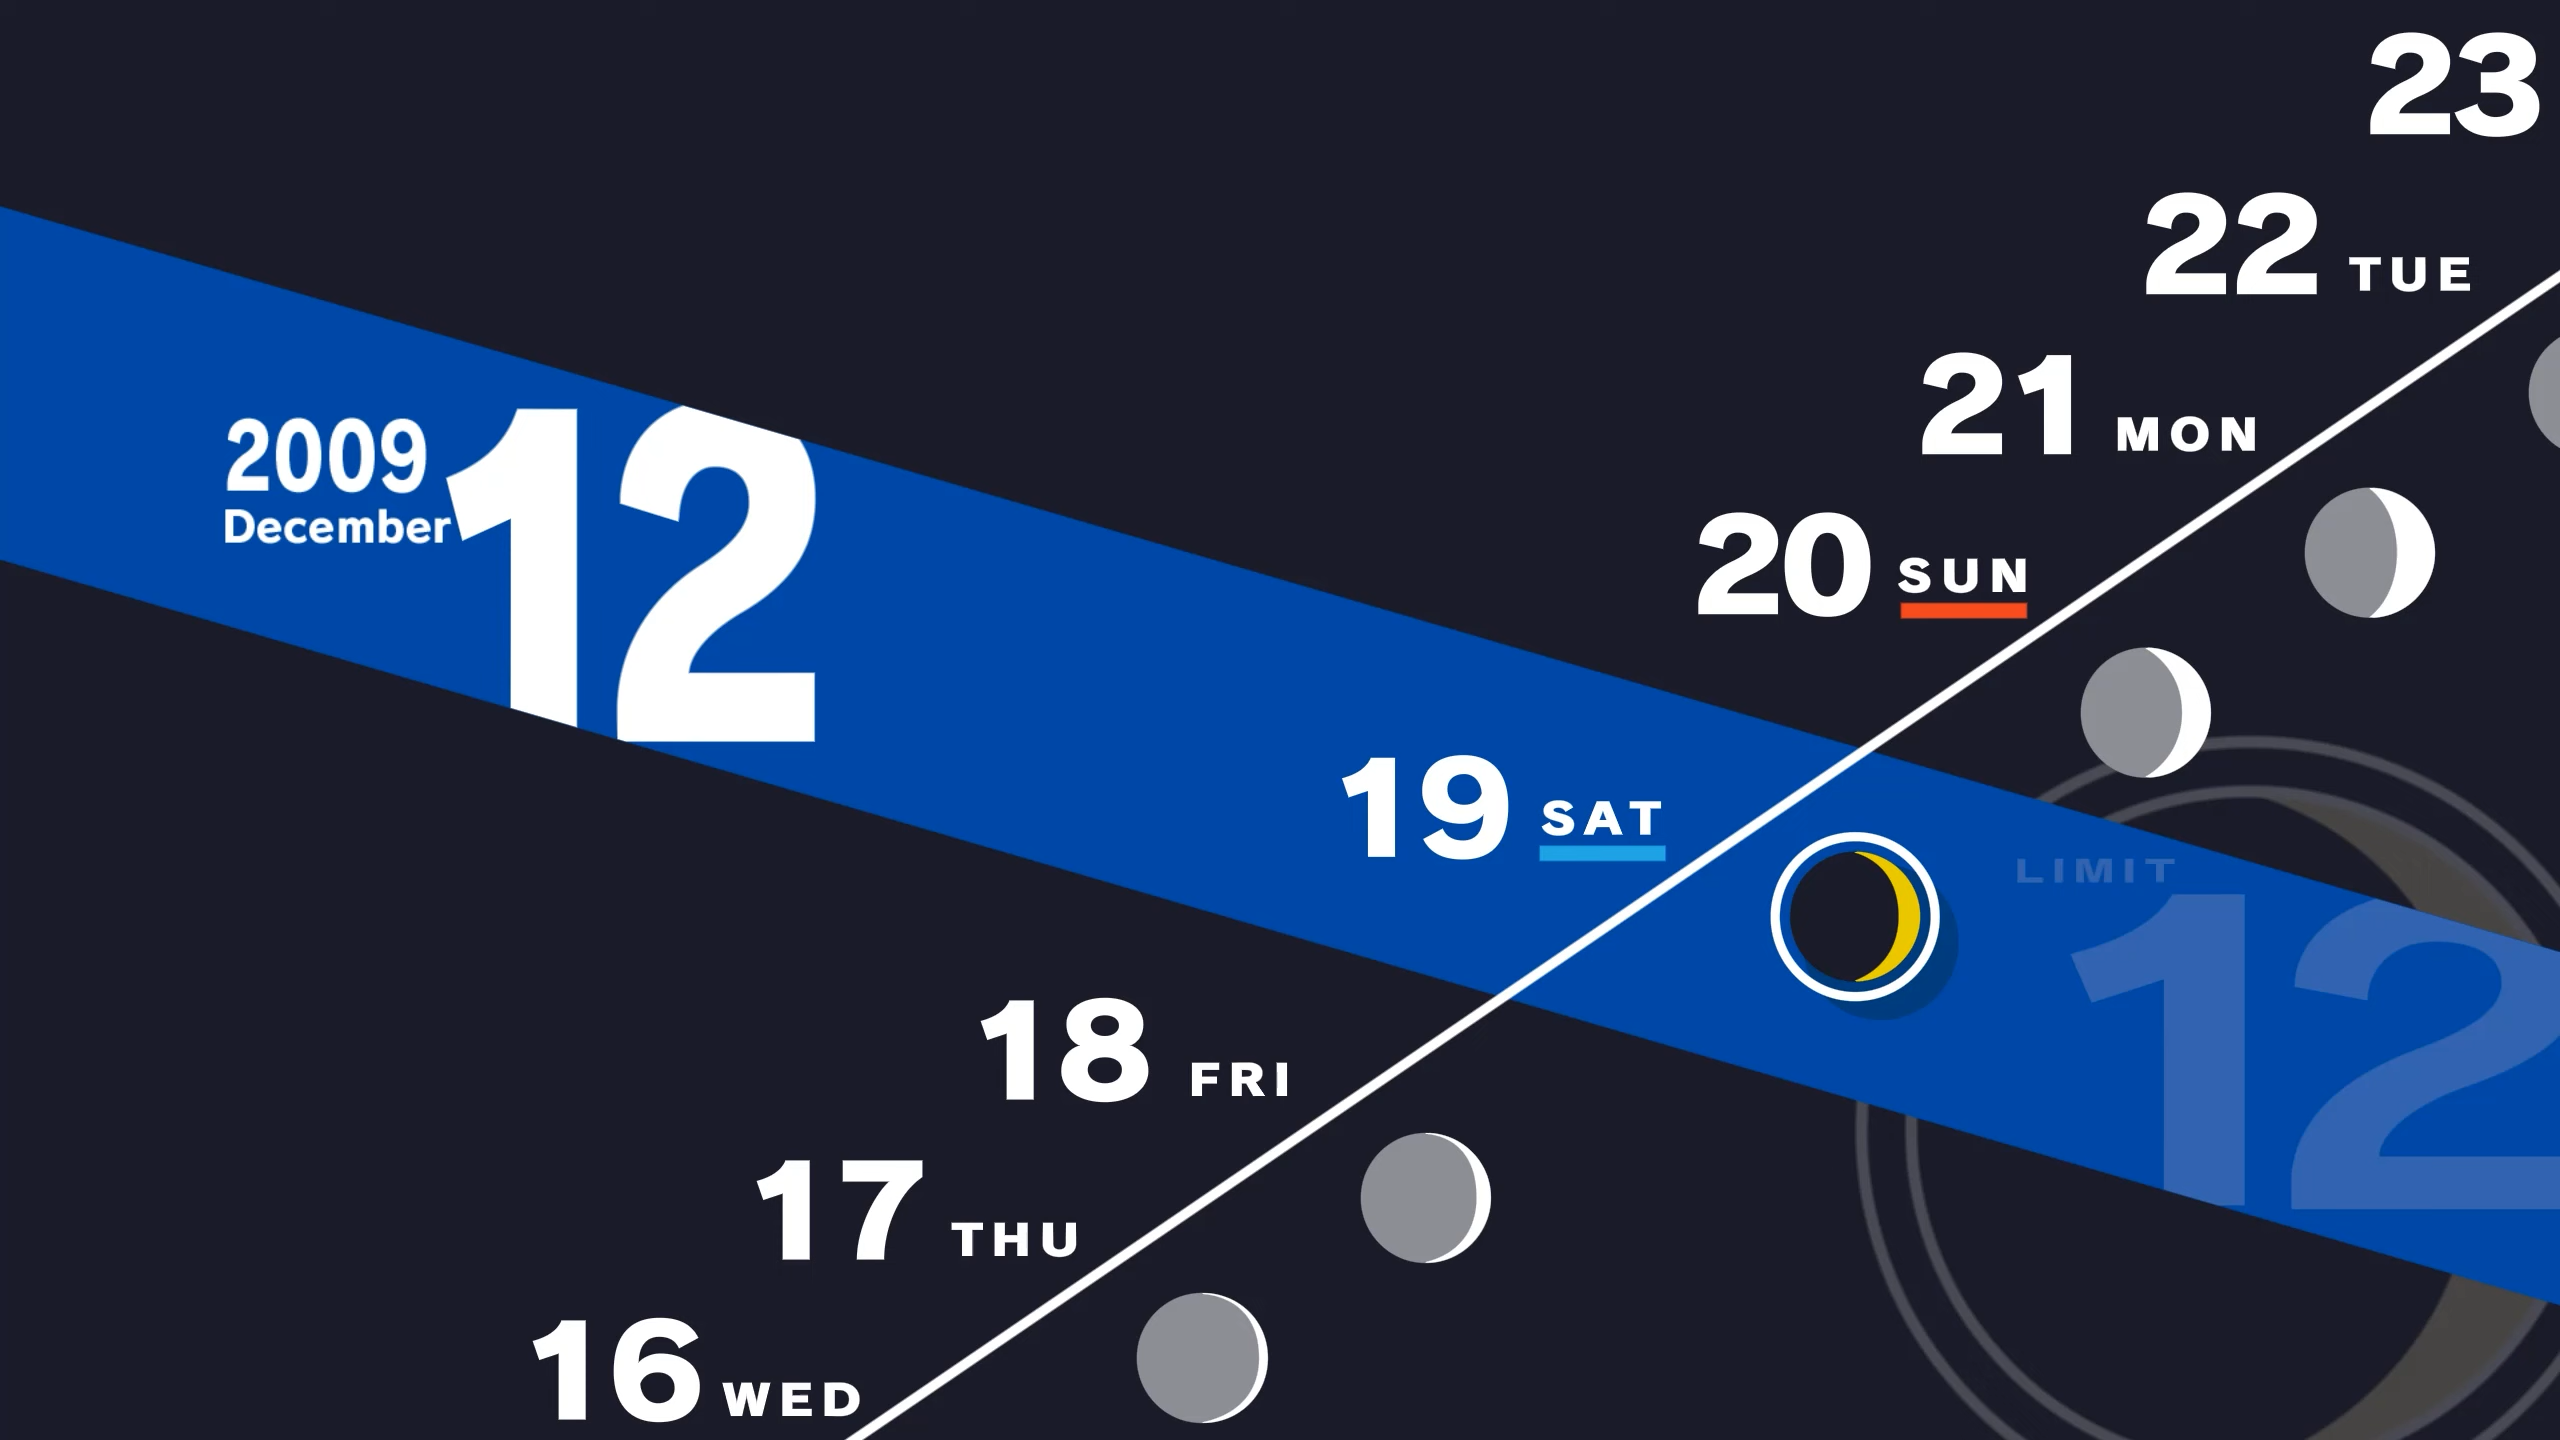 23
22 TUE
21 MON
20 SUN
2009
December
12
19 SAT
LIMIT
12
18 FRI
17 THU
16 WED